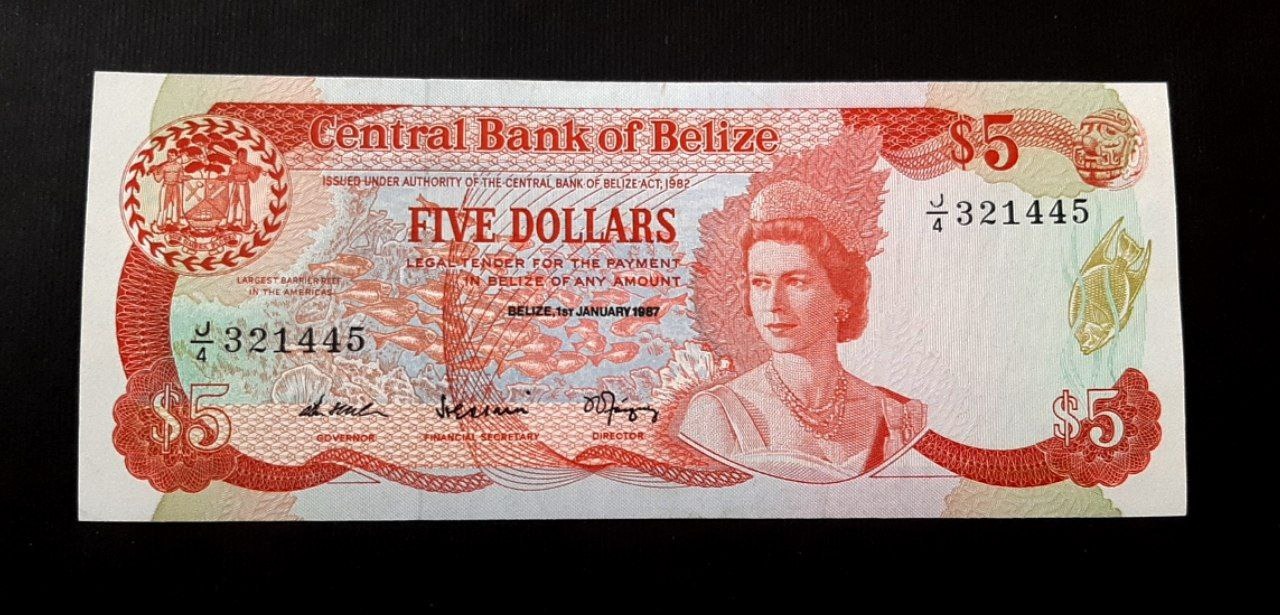 Central Bank of Belize
$5
ISSUED UNDER AUTHORITY OF THE CENTRAL BANK OF BELIZE ACT, 1982
J/4 321445
FIVE DOLLARS
LEGAL TENDER FOR THE PAYMENT
IN BELIZE OF ANY AMOUNT
LARGEST BARRIER REEF
IN THE AMERICAS
BELIZE, 1ST JANUARY 1987
J/4 321445
$5
$5
GOVERNOR
FINANCIAL SECRETARY
DIRECTOR